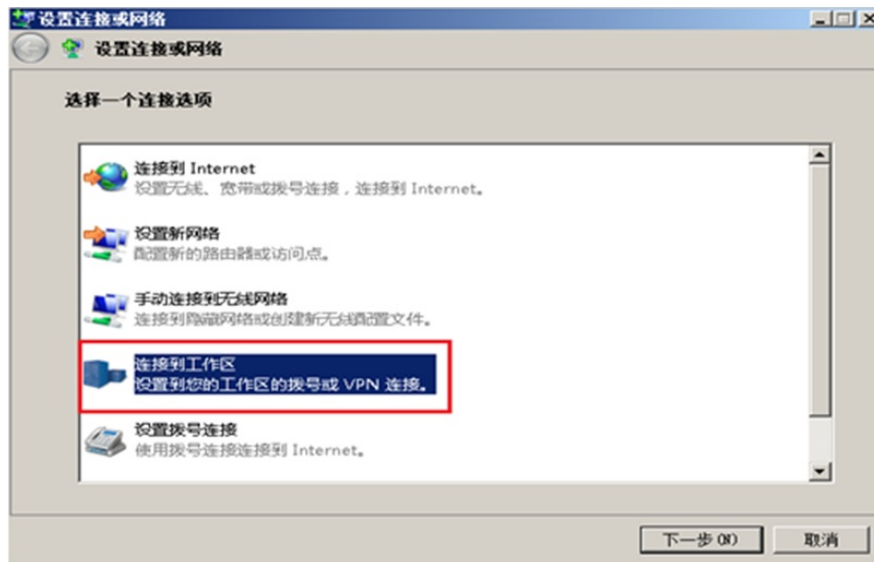 设置连接或网络
设置连接或网络
选择一个连接选项
连接到 Internet
设置无线、宽带或拨号连接，连接到 Internet。
设置新网络
配置新的路由器或访问点。
手动连接到无线网络
连接到隐藏网络或创建新无线配置文件。
连接到工作区
设置到您的工作区的拨号或 VPN 连接。
设置拨号连接
使用拨号连接连接到 Internet。
下一步(N)
取消